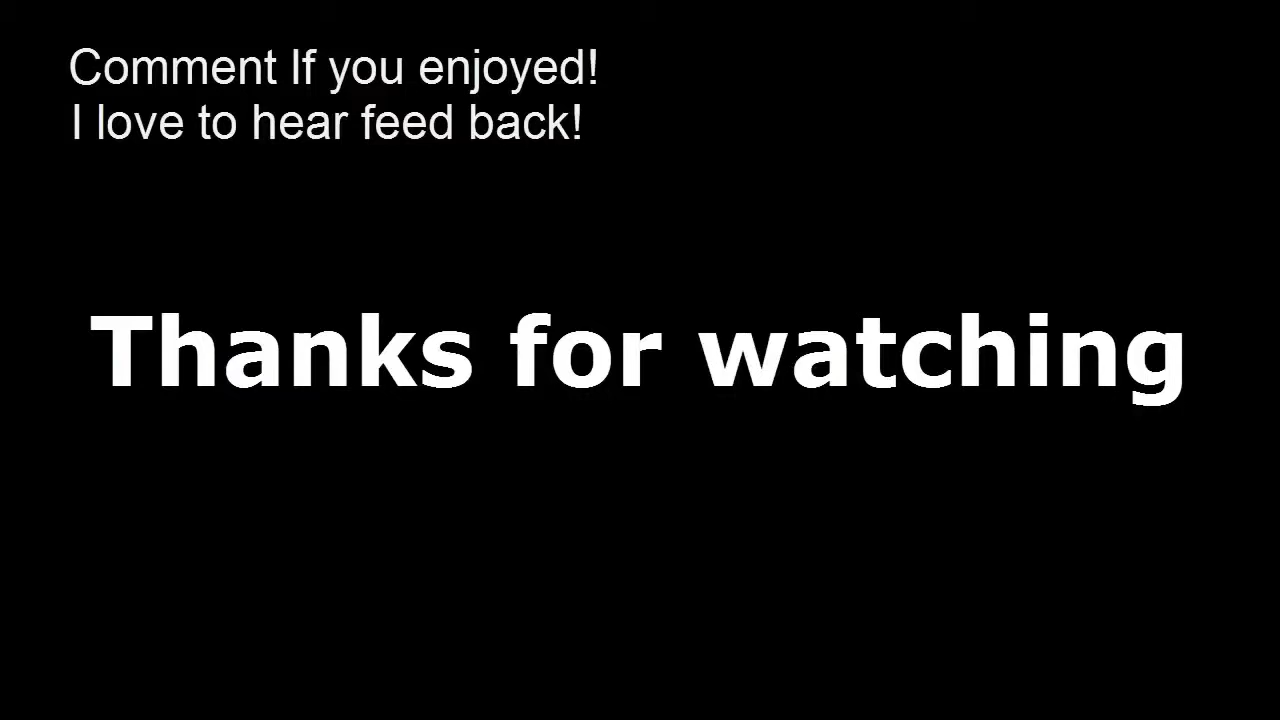 Comment If you enjoyed!
I love to hear feed back!
Thanks for watching